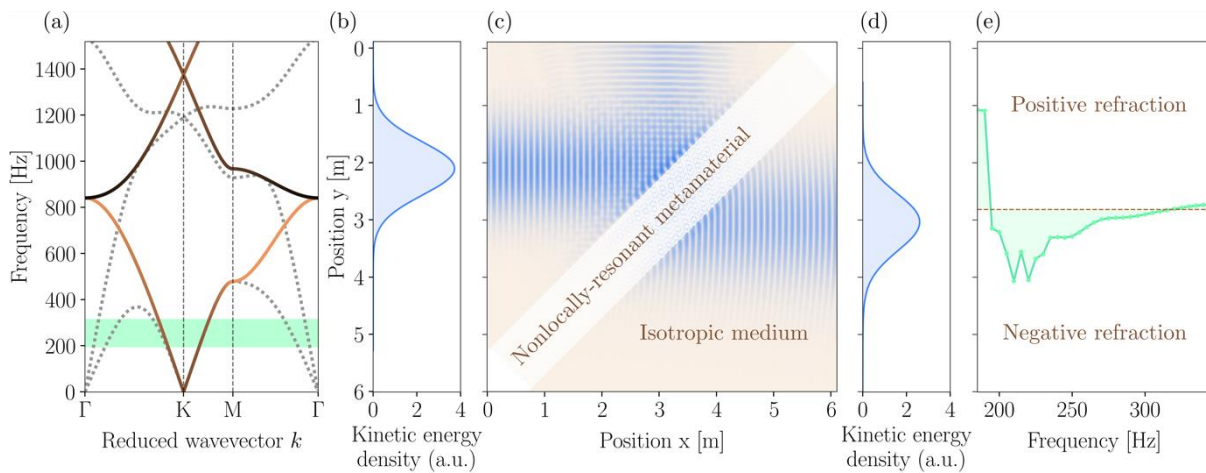 (a)
1400
1200
1000
800
600
400
200
0
Frequency [Hz]
Γ K M Γ
Reduced wavevector k
(b)
0 2 4
Kinetic energy
density (a.u.)
(c)
0
1
2
3
4
5
6
Position y [m]
Nonlocally-resonant metamaterial
Isotropic medium
0 1 2 3 4 5 6
Position x [m]
(d)
0 2 4
Kinetic energy
density (a.u.)
(e)
Positive refraction
Negative refraction
200 250 300
Frequency [Hz]